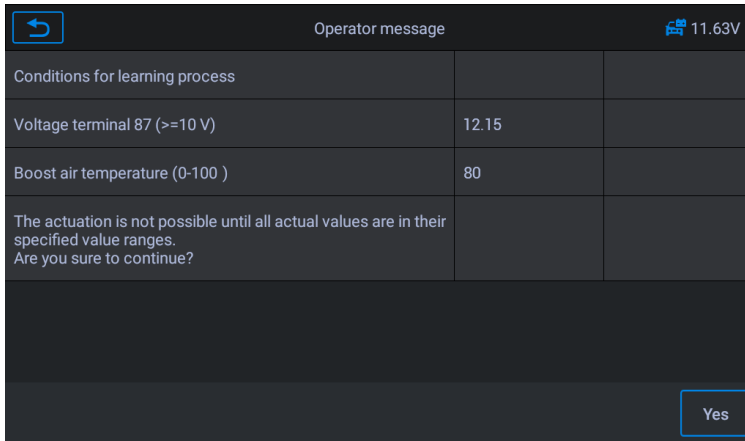 Operator message
11.63V
Conditions for learning process
Voltage terminal 87 (>=10 V)
12.15
Boost air temperature (0-100 )
80
The actuation is not possible until all actual values are in their
specified value ranges.
Are you sure to continue?
Yes